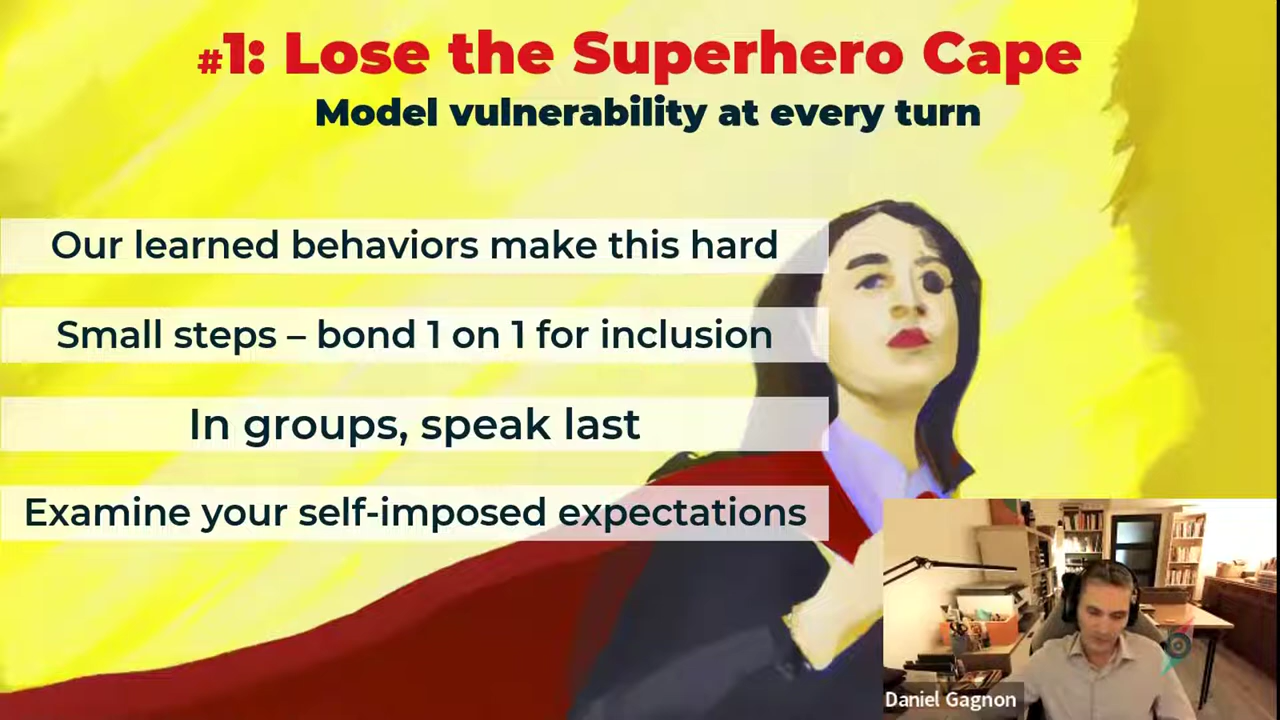 #1: Lose the Superhero Cape
Model vulnerability at every turn
Our learned behaviors make this hard
Small steps – bond 1 on 1 for inclusion
In groups, speak last
Examine your self-imposed expectations
Daniel Gagnon